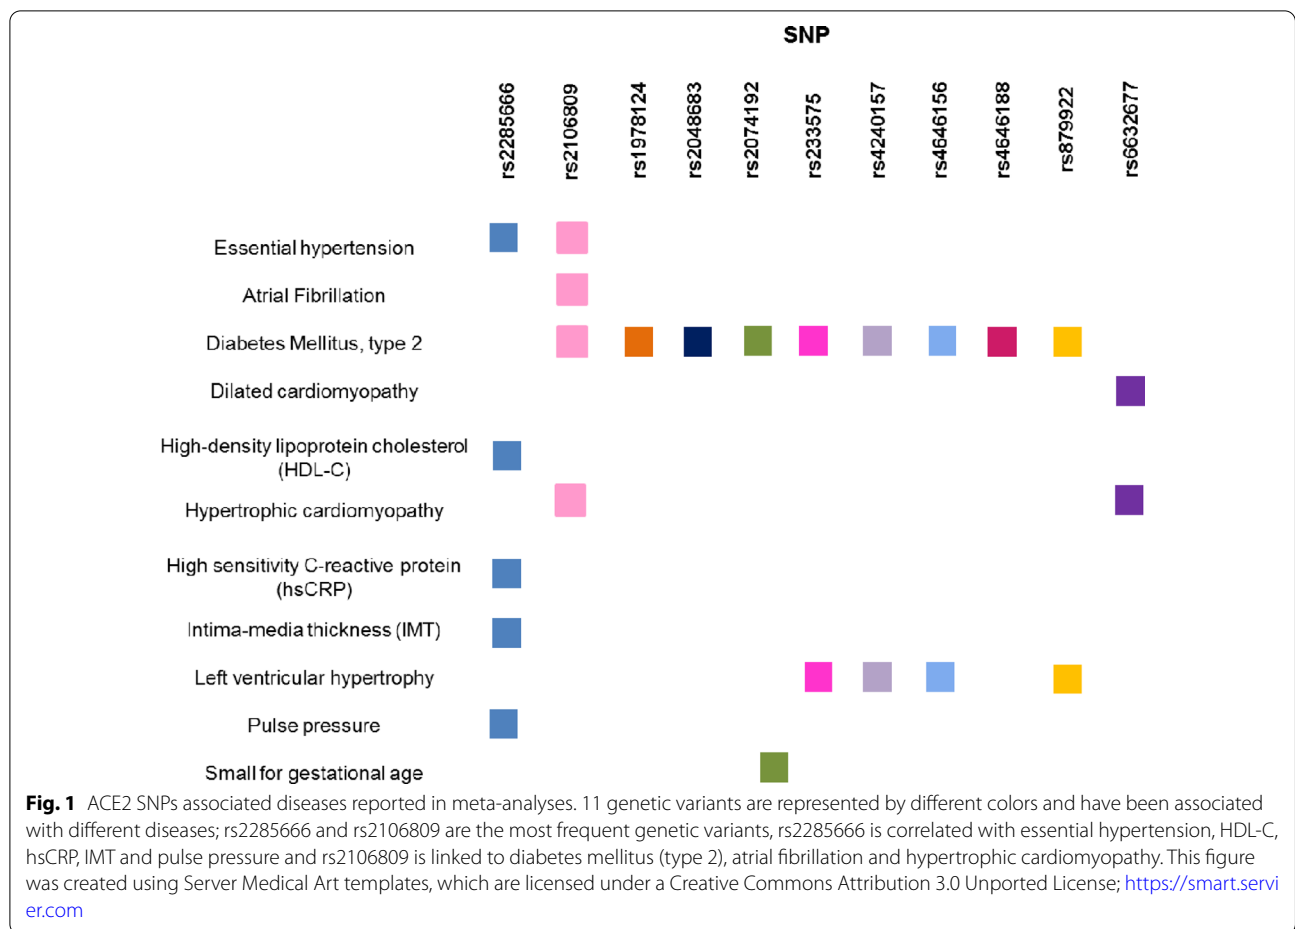 SNP
rs2285666
rs2106809
rs1978124
rs2048683
rs2074192
rs233575
rs4240157
rs4646156
rs4646188
rs879922
rs6632677
Essential hypertension
Atrial Fibrillation
Diabetes Mellitus, type 2
Dilated cardiomyopathy
High-density lipoprotein cholesterol
(HDL-C)
Hypertrophic cardiomyopathy
High sensitivity C-reactive protein
(hsCRP)
Intima-media thickness (IMT)
Left ventricular hypertrophy
Pulse pressure
Small for gestational age
Fig. 1 ACE2 SNPs associated diseases reported in meta-analyses. 11 genetic variants are represented by different colors and have been associated
with different diseases; rs2285666 and rs2106809 are the most frequent genetic variants, rs2285666 is correlated with essential hypertension, HDL-C,
hsCRP, IMT and pulse pressure and rs2106809 is linked to diabetes mellitus (type 2), atrial fibrillation and hypertrophic cardiomyopathy. This figure
was created using Server Medical Art templates, which are licensed under a Creative Commons Attribution 3.0 Unported License; https://smart.servi
er.com